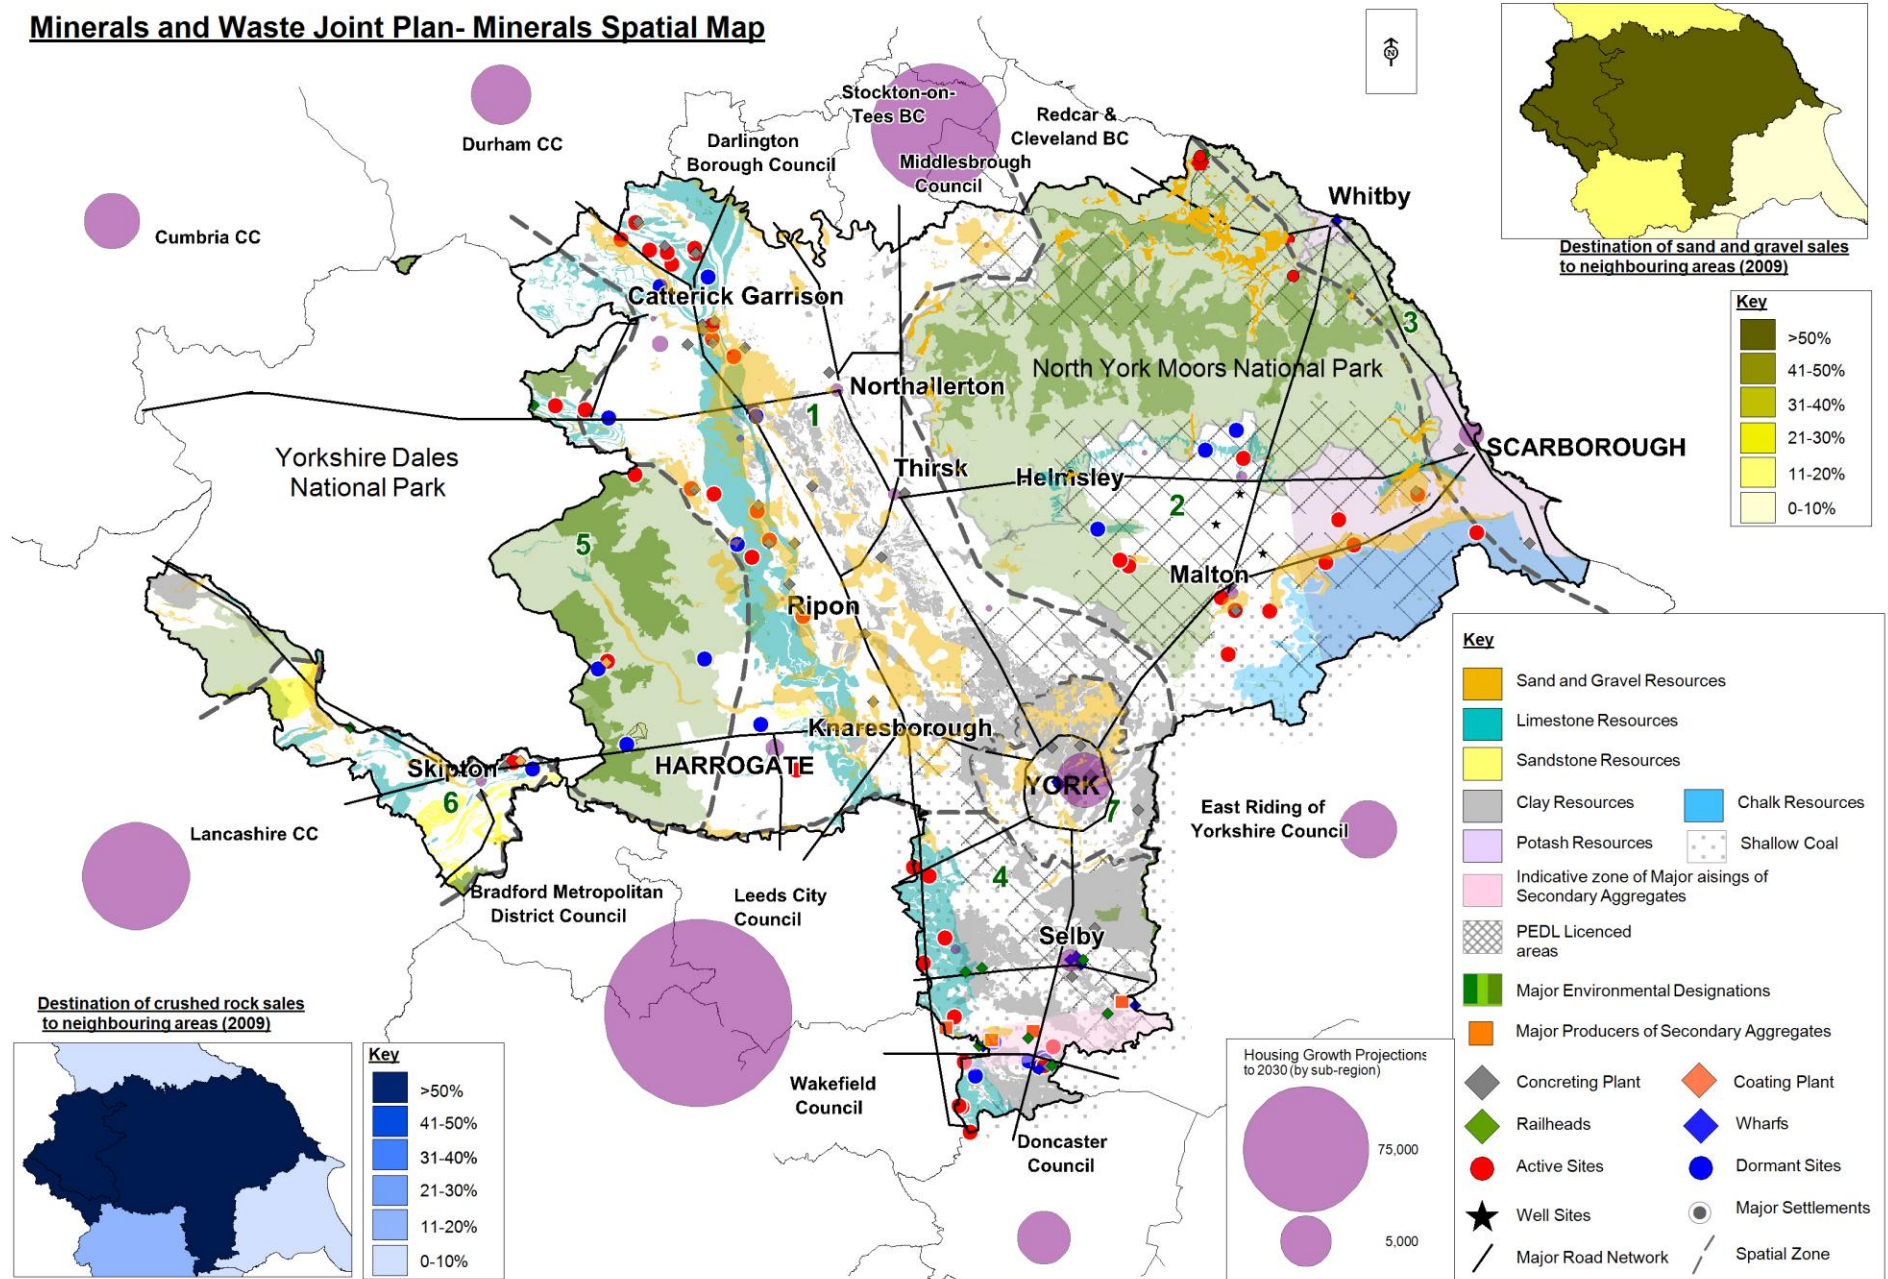 Minerals and Waste Joint Plan- Minerals Spatial Map
N
Stockton-on-
Tees BC
Redcar &
Cleveland BC
Durham CC
Darlington
Borough Council
Middlesbrough
Council
Whitby
Cumbria CC
Destination of sand and gravel sales
to neighbouring areas (2009)
Key
>50%
41-50%
31-40%
21-30%
11-20%
0-10%
Catterick Garrison
3
North York Moors National Park
Northallerton
1
Yorkshire Dales
National Park
SCARBOROUGH
Thirsk
Helmsley
2
5
Malton
Ripon
Knaresborough
HARROGATE
Skipton
6
YORK
7
East Riding of
Yorkshire Council
Lancashire CC
4
Bradford Metropolitan
District Council
Leeds City
Council
Selby
Wakefield
Council
Doncaster
Council
Destination of crushed rock sales
to neighbouring areas (2009)
Key
>50%
41-50%
31-40%
21-30%
11-20%
0-10%
Housing Growth Projections
to 2030 (by sub-region)
75,000
5,000
Key
Sand and Gravel Resources
Limestone Resources
Sandstone Resources
Clay Resources
Chalk Resources
Potash Resources
Shallow Coal
Indicative zone of Major aisings of
Secondary Aggregates
PEDL Licenced
areas
Major Environmental Designations
Major Producers of Secondary Aggregates
Concreting Plant
Coating Plant
Railheads
Wharfs
Active Sites
Dormant Sites
Well Sites
Major Settlements
Major Road Network
Spatial Zone